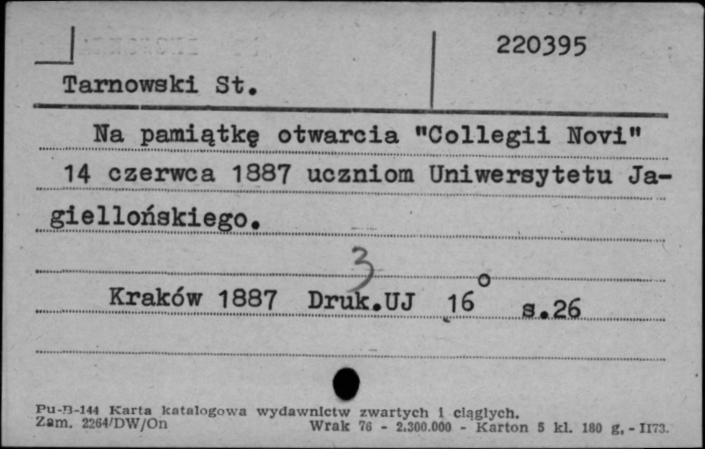 220395
Tarnowski St.
Na pamiątkę otwarcia "Collegii Novi"
14 czerwca 1887 uczniom Uniwersytetu Ja-
giellońskiego.
3
Kraków 1887 Druk.UJ 16° s.26
Pu-B-144 Karta katalogowa wydawnictw zwartych i ciągłych.
Zam. 2264/DW/On Wrak 76 - 2.300.000 - Karton 5 kl. 180 g. - II73.